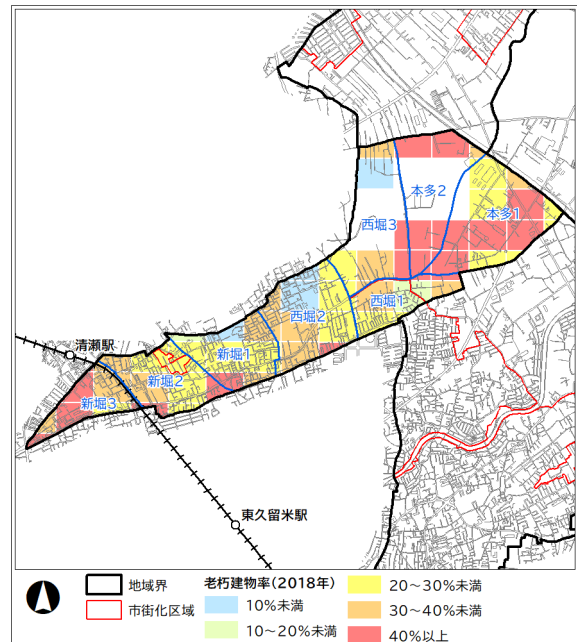 本多2
本多1
西堀3
西堀1
西堀2
清瀬駅
新堀1
新堀2
新堀3
東久留米駅
地域界
市街化区域
老朽建物率(2018年)
10%未満
10～20%未満
20～30%未満
30～40%未満
40%以上